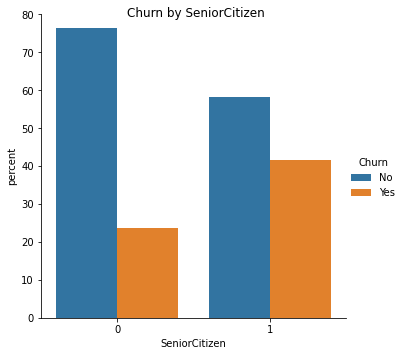 Churn by SeniorCitizen
80
70
60
50
40
30
20
10
0
percent
0
1
SeniorCitizen
Churn
No
Yes